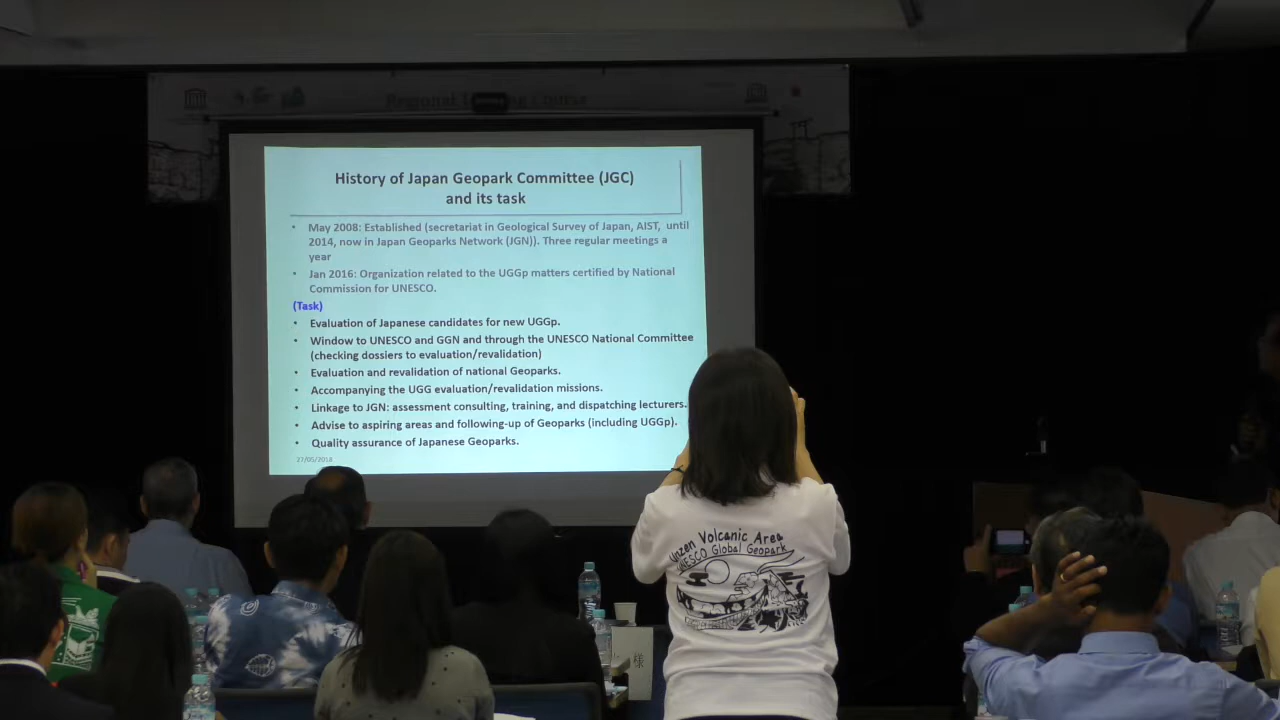 Regional Course
History of Japan Geopark Committee (JGC)
and its task
• May 2008: Established (secretariat in Geological Survey of Japan, AIST, until
2014, now in Japan Geoparks Network (JGN)). Three regular meetings a
year
• Jan 2016: Organization related to the UGGp matters certified by National
Commission for UNESCO.
(Task)
• Evaluation of Japanese candidates for new UGGp.
• Window to UNESCO and GGN and through the UNESCO National Committee
(checking dossiers to evaluation/revalidation)
• Evaluation and revalidation of national Geoparks.
• Accompanying the UGG evaluation/revalidation missions.
• Linkage to JGN: assessment consulting, training, and dispatching lecturers.
• Advise to aspiring areas and following-up of Geoparks (including UGGp).
• Quality assurance of Japanese Geoparks.
27/05/2018
Unzen Volcanic Area
UNESCO Global Geopark